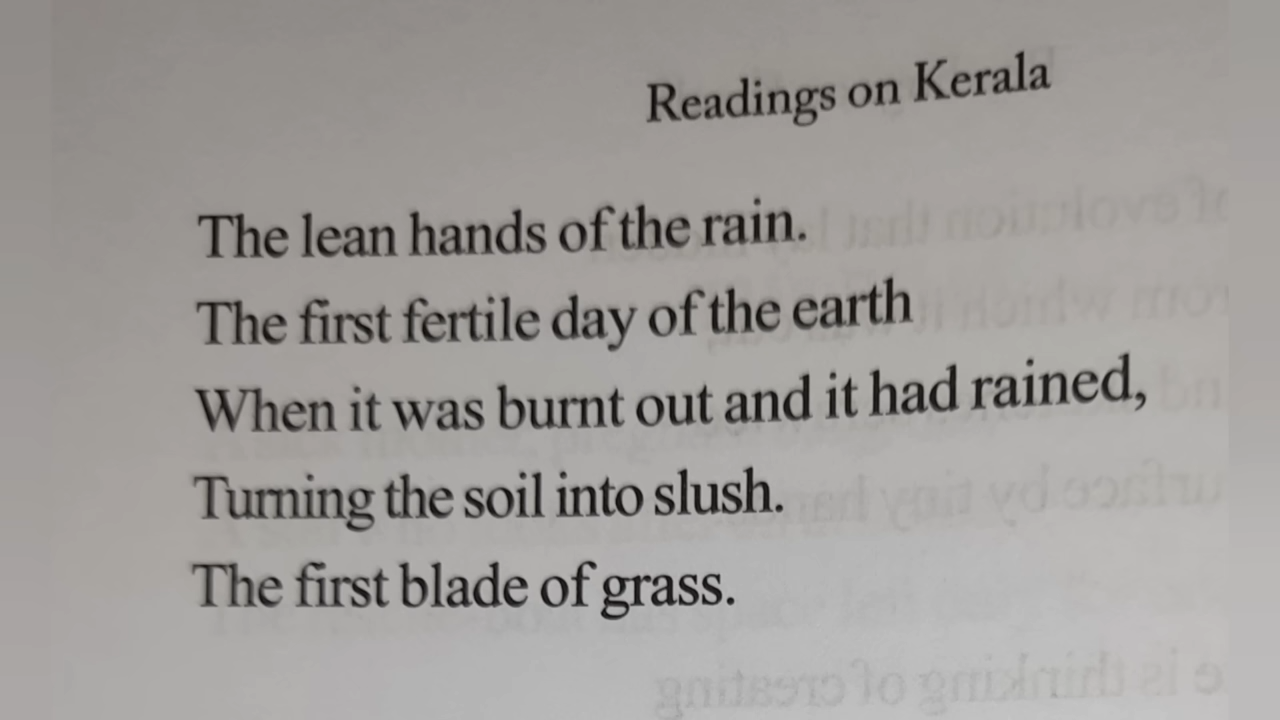 Readings on Kerala
The lean hands of the rain.
The first fertile day of the earth
When it was burnt out and it had rained,
Turning the soil into slush.
The first blade of grass.